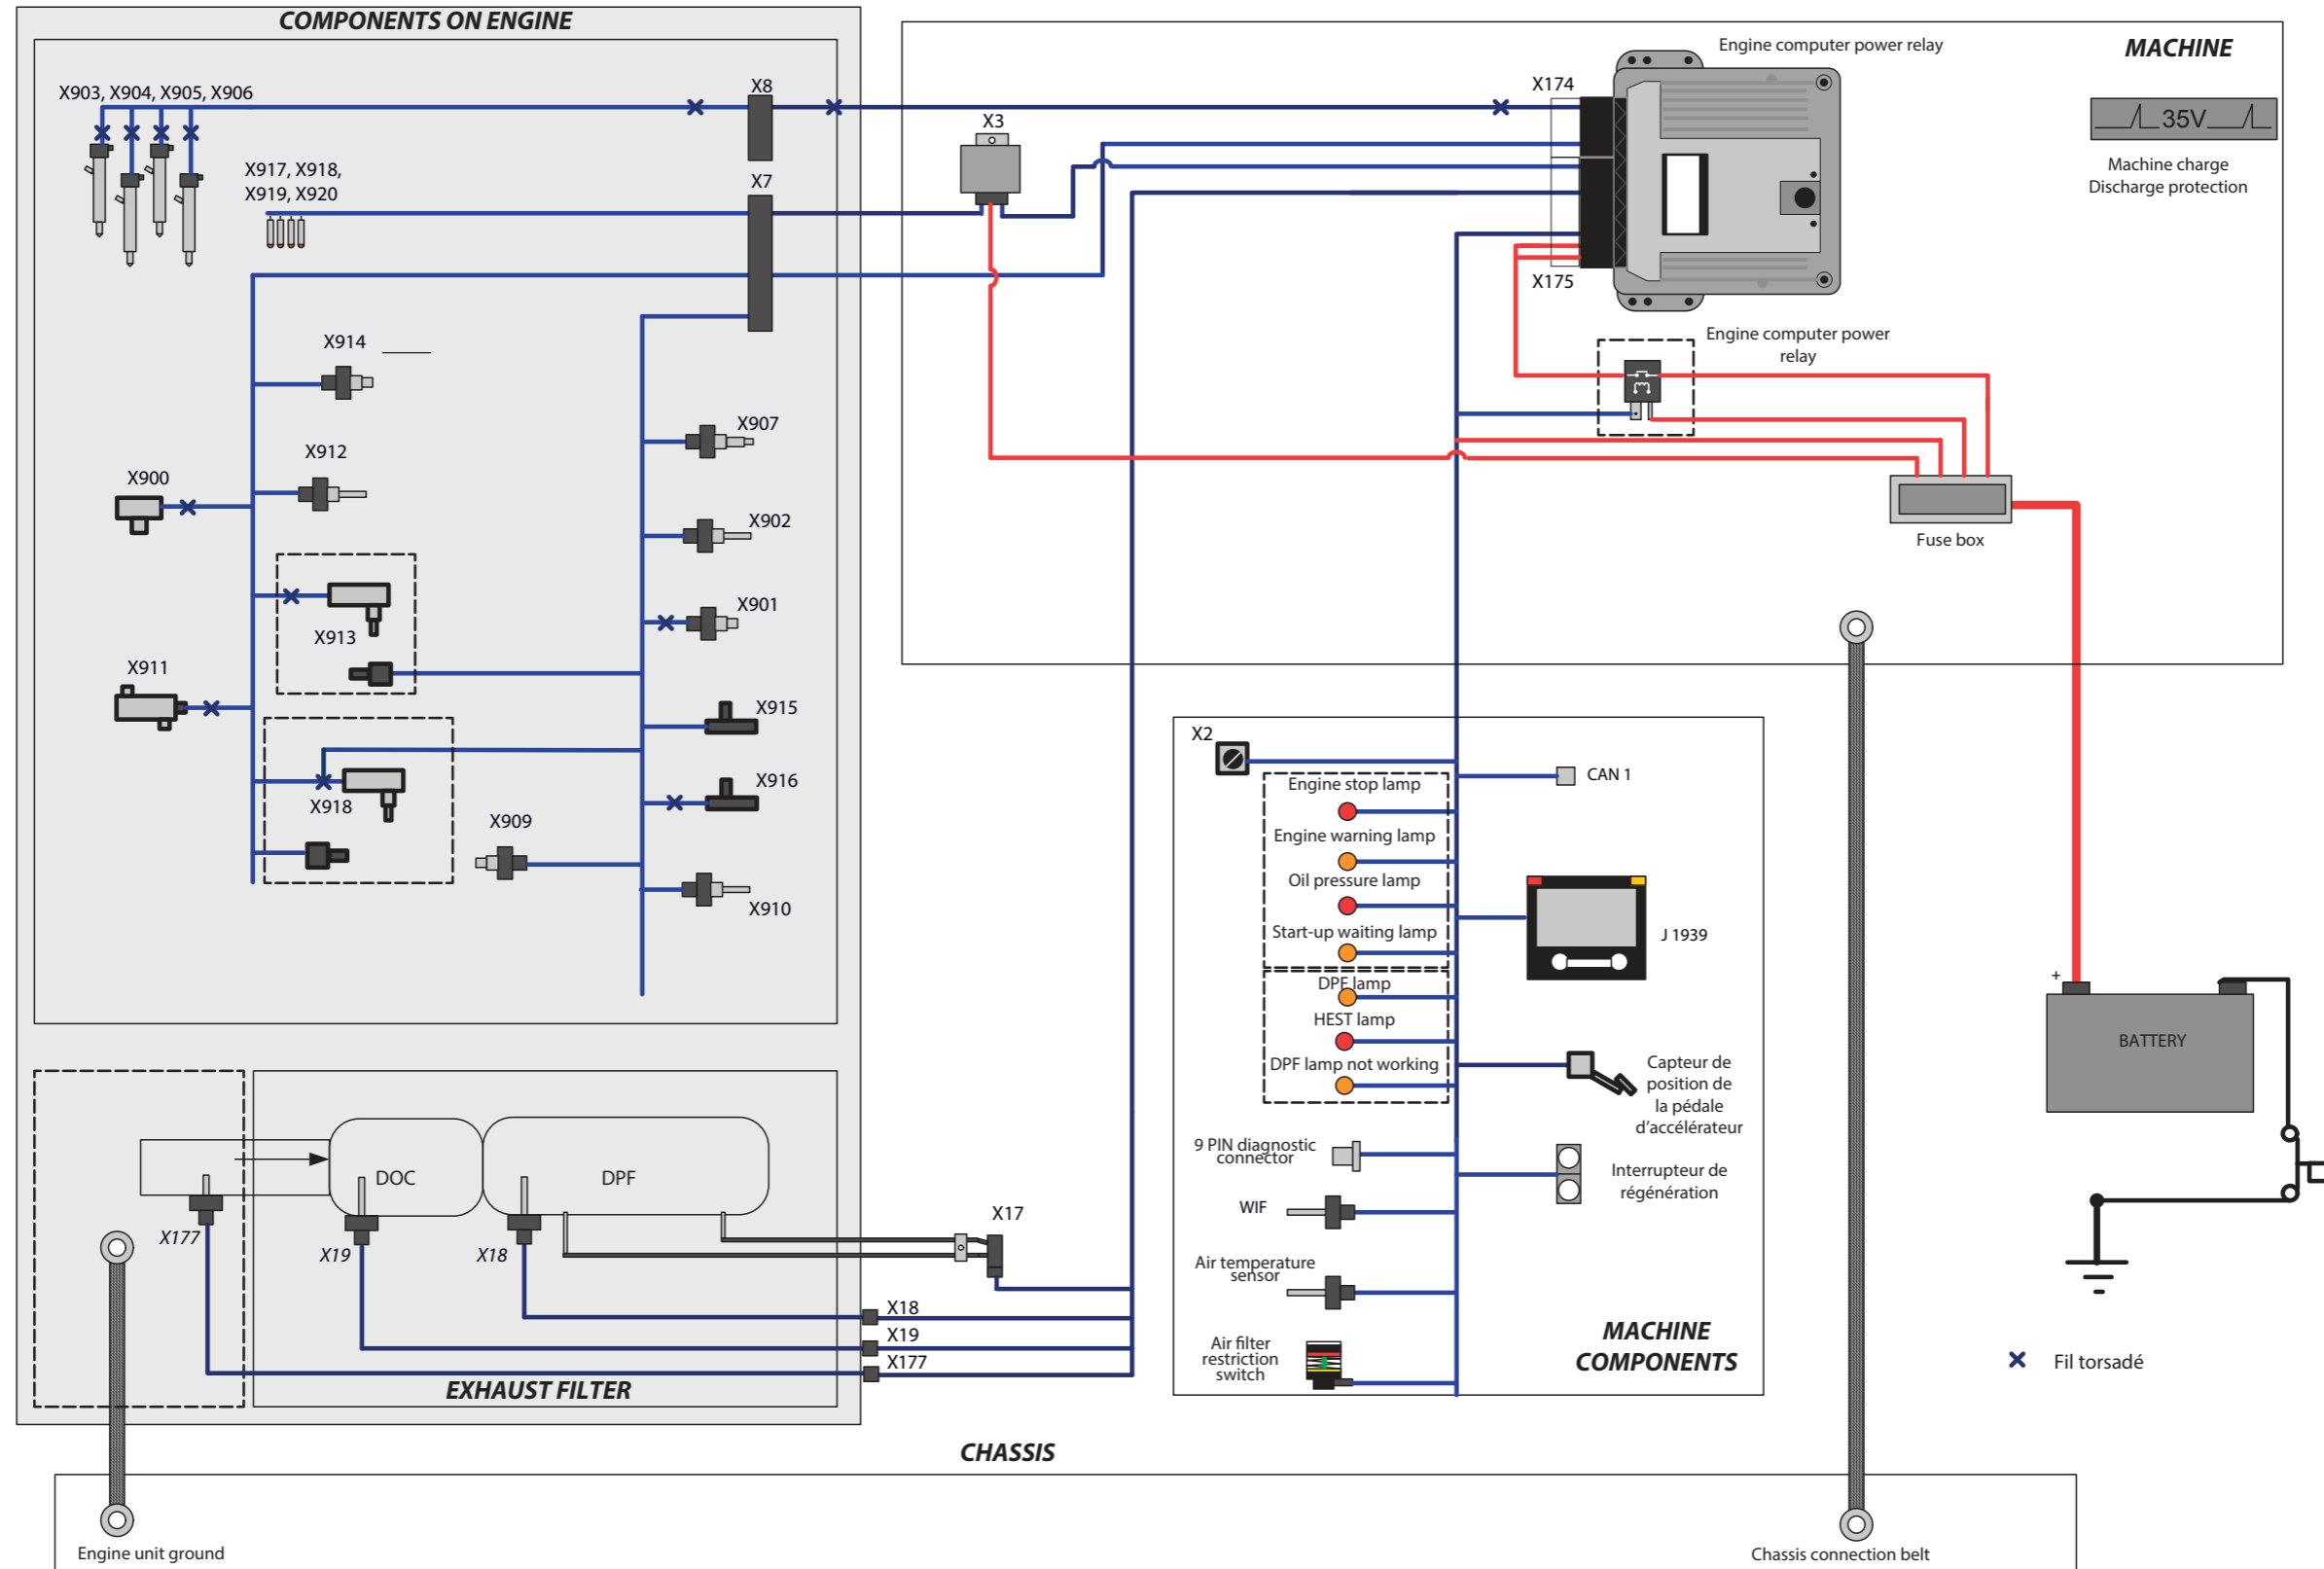 COMPONENTS ON ENGINE
X903, X904, X905, X906
X8
X917, X918,
X919, X920
X7
X914
X907
X912
X900
X902
X901
X913
X911
X915
X916
X918
X909
X910
MACHINE
Engine computer power relay
X174
X3
35V
Machine charge
Discharge protection
X175
Engine computer power
relay
Fuse box
X2
CAN 1
Engine stop lamp
Engine warning lamp
Oil pressure lamp
Start-up waiting lamp
J 1939
DPF lamp
HEST lamp
DPF lamp not working
Capteur de
position de
la pédale
d’accélérateur
9 PIN diagnostic
connector
Interrupteur de
régénération
WIF
Air temperature
sensor
Air filter
restriction
switch
MACHINE
COMPONENTS
+
BATTERY
Fil torsadé
DOC
DPF
X177
X19
X18
X17
X18
X19
X177
EXHAUST FILTER
CHASSIS
Engine unit ground
Chassis connection belt